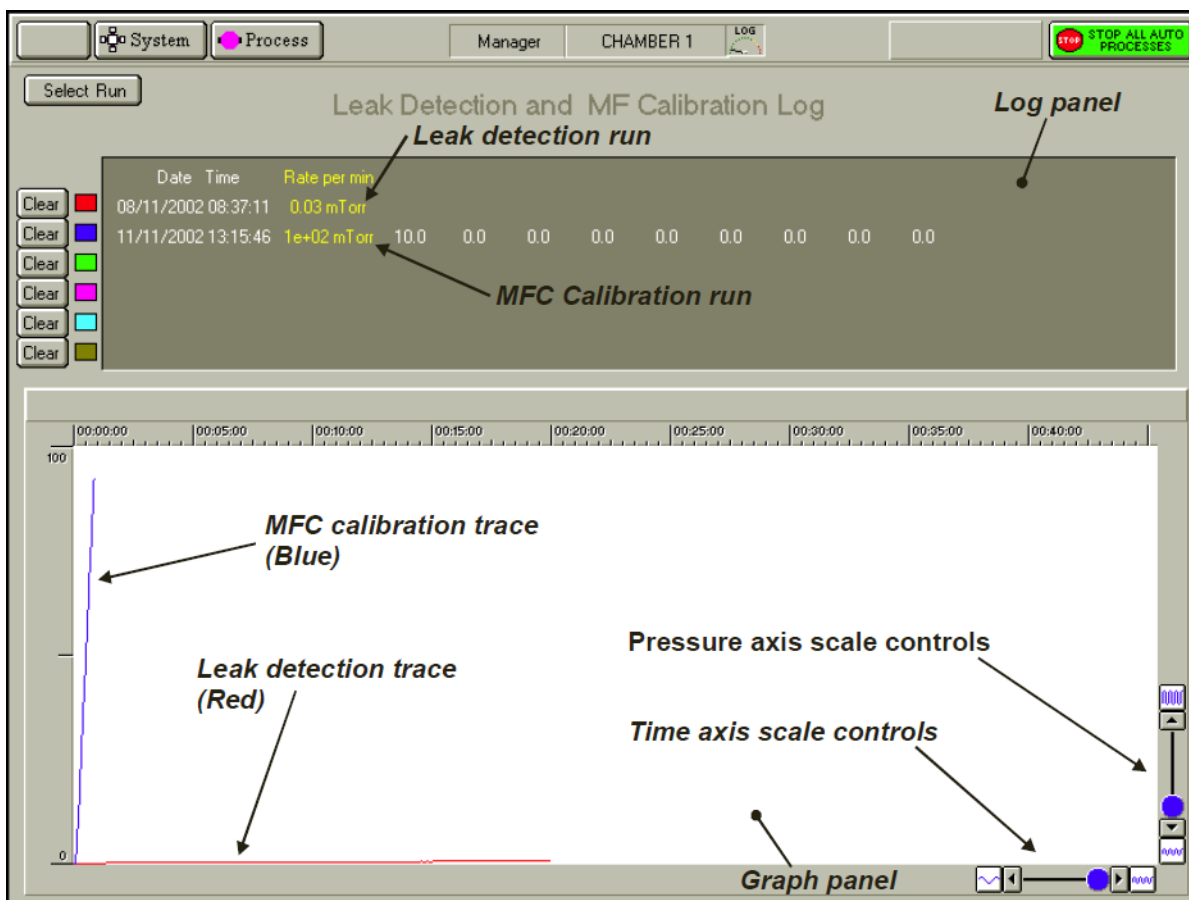 System Process Manager CHAMBER 1 LOG STOP STOP ALL AUTO
PROCESSES
Select Run
Leak Detection and MF Calibration Log
Log panel
Leak detection run
Date Time Rate per min
Clear 08/11/2002 08:37:11 0.03 mTorr
Clear 11/11/2002 13:15:46 1e+02 mTorr 10.0 0.0 0.0 0.0 0.0 0.0 0.0 0.0 0.0
Clear
Clear
MFC Calibration run
Clear
Clear
00:00:00 00:05:00 00:10:00 00:15:00 00:20:00 00:25:00 00:30:00 00:35:00 00:40:00
100
MFC calibration trace
(Blue)
Pressure axis scale controls
Leak detection trace
(Red)
Time axis scale controls
0
Graph panel